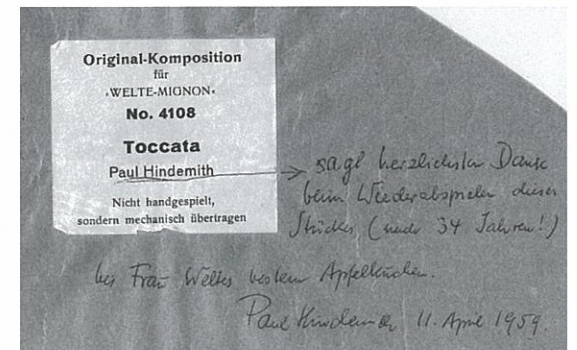 Original-Komposition
für
„WELTE-MIONON“
No. 4108
Toccata
Paul Hindemith
Nicht handgespielt,
sondern mechanisch übertragen
sagt herzlichsten Dank
beim Wiederabspielen dieses
Stückes (nach 34 Jahren!)
bei Frau Weltes bestem Apfelkuchen.
Paul Hindemith 11. April 1959.